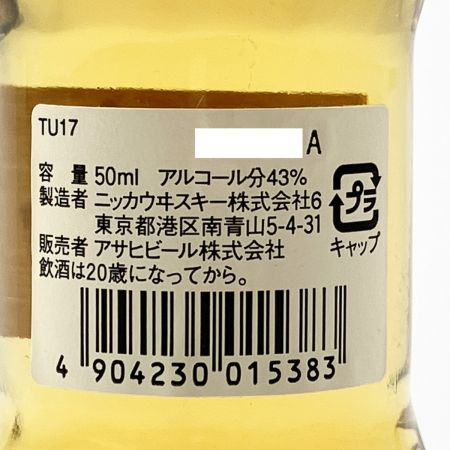 TU17
A
容量 50ml アルコール分43%
製造者 ニッカウヰスキー株式会社6
東京都港区南青山5-4-31
販売者 アサヒビール株式会社
飲酒は20歳になってから。
プラ
キャップ
4 904230 015383